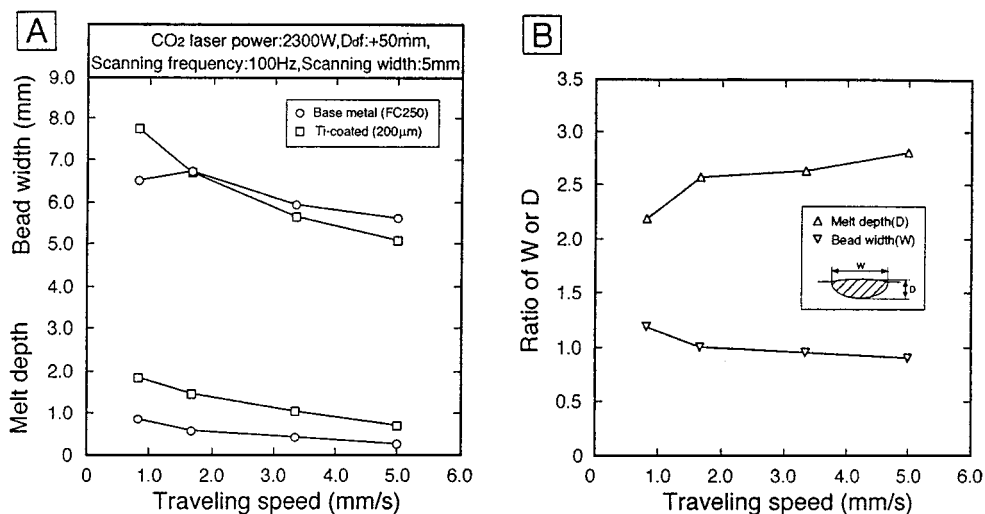 A
CO2 laser power:2300W,Ddf:+50mm,
Scanning frequency:100Hz,Scanning width:5mm
Bead width (mm)
Melt depth
9.0
8.0
7.0
6.0
5.0
4.0
3.0
2.0
1.0
0
Base metal (FC250)
Ti-coated (200μm)
0 1.0 2.0 3.0 4.0 5.0 6.0
Traveling speed (mm/s)
B
Ratio of W or D
3.5
3.0
2.5
2.0
1.5
1.0
0.5
0
Melt depth(D)
Bead width(W)
W
D
0 1.0 2.0 3.0 4.0 5.0 6.0
Traveling speed (mm/s)